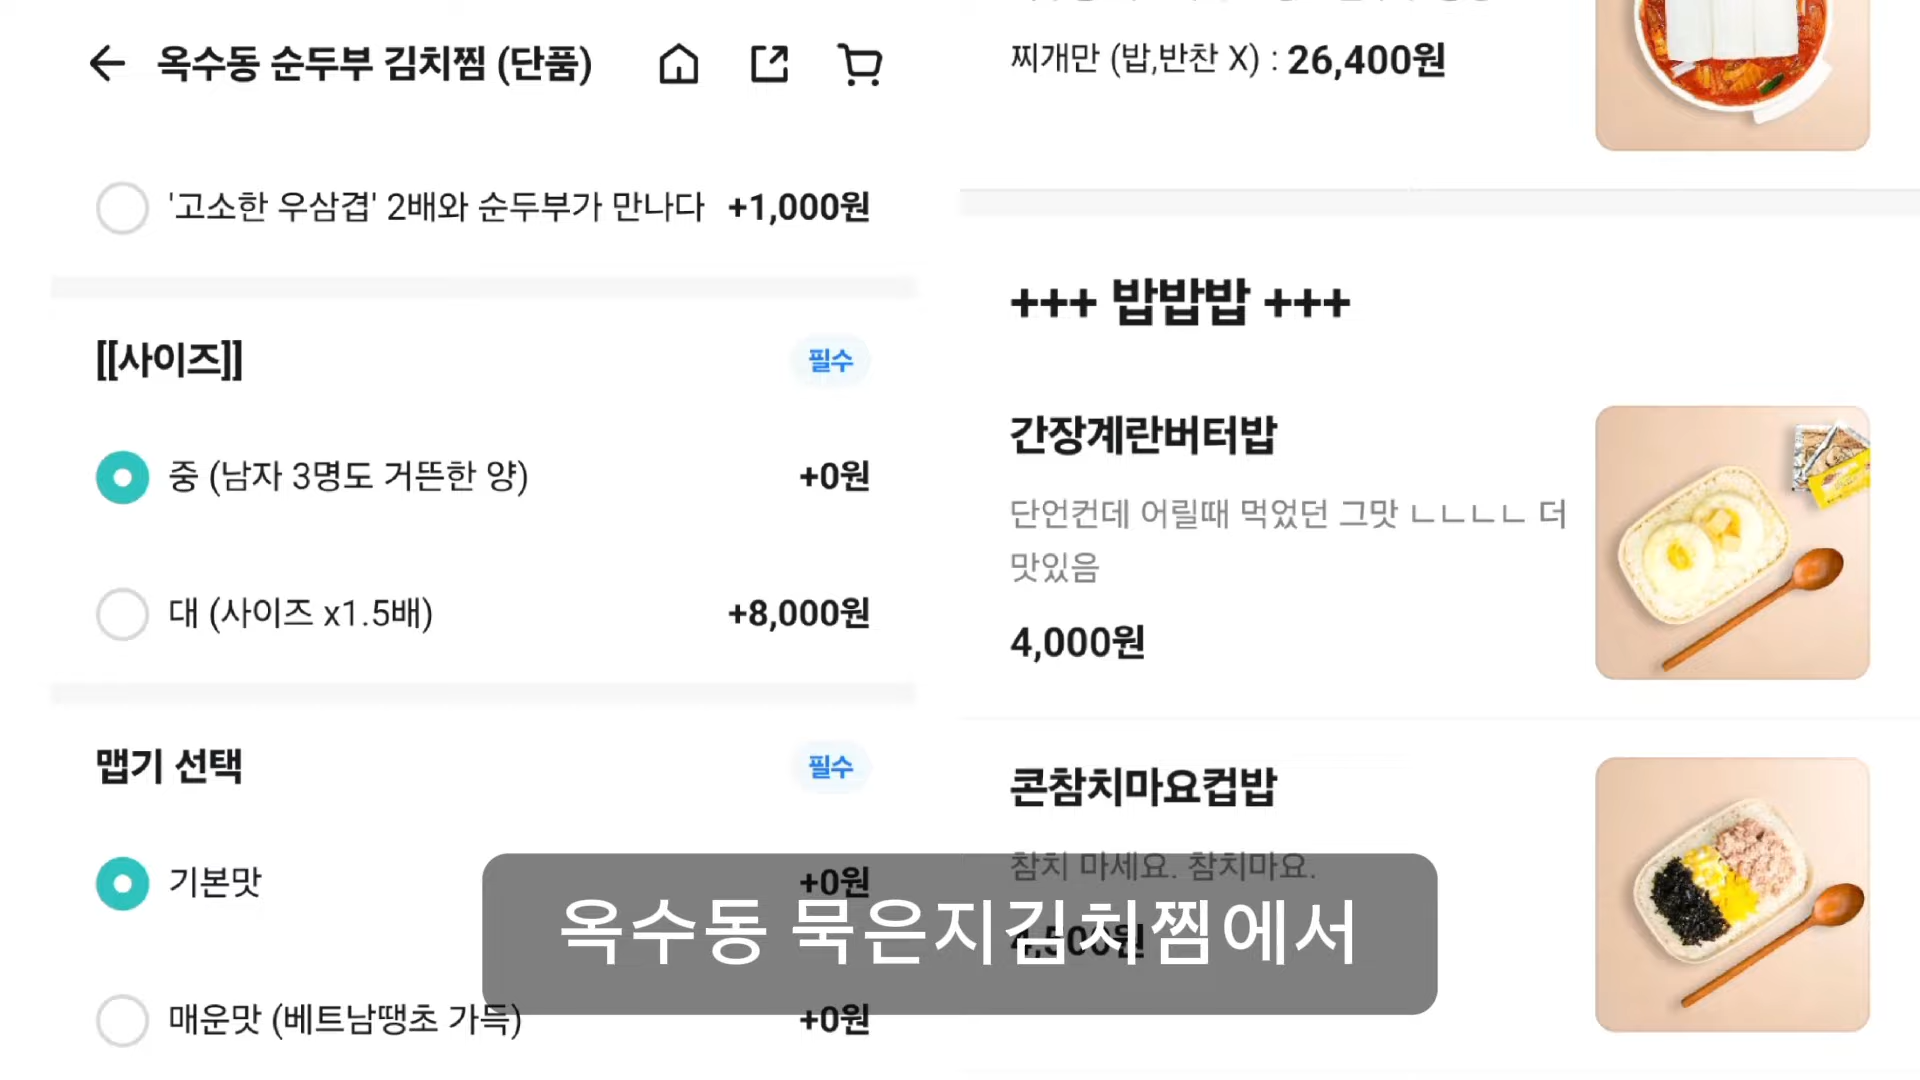 옥수동 순두부 김치찜 (단품)
'고소한 우삼겹' 2배와 순두부가 만나다 +1,000원
[[사이즈]] 필수
중 (남자 3명도 거뜬한 양) +0원
대 (사이즈 x1.5배) +8,000원
맵기 선택 필수
기본맛 +0원
매운맛 (베트남땡초 가득) +0원
찌개만 (밥,반찬 X) : 26,400원
+++ 밥밥밥 +++
간장계란버터밥
단언컨데 어릴때 먹었던 그맛 ㄴㄴㄴㄴ 더
맛있음
4,000원
콘참치마요컵밥
참치 마세요. 참치마요.
4,500원
옥수동 묵은지김치찜에서